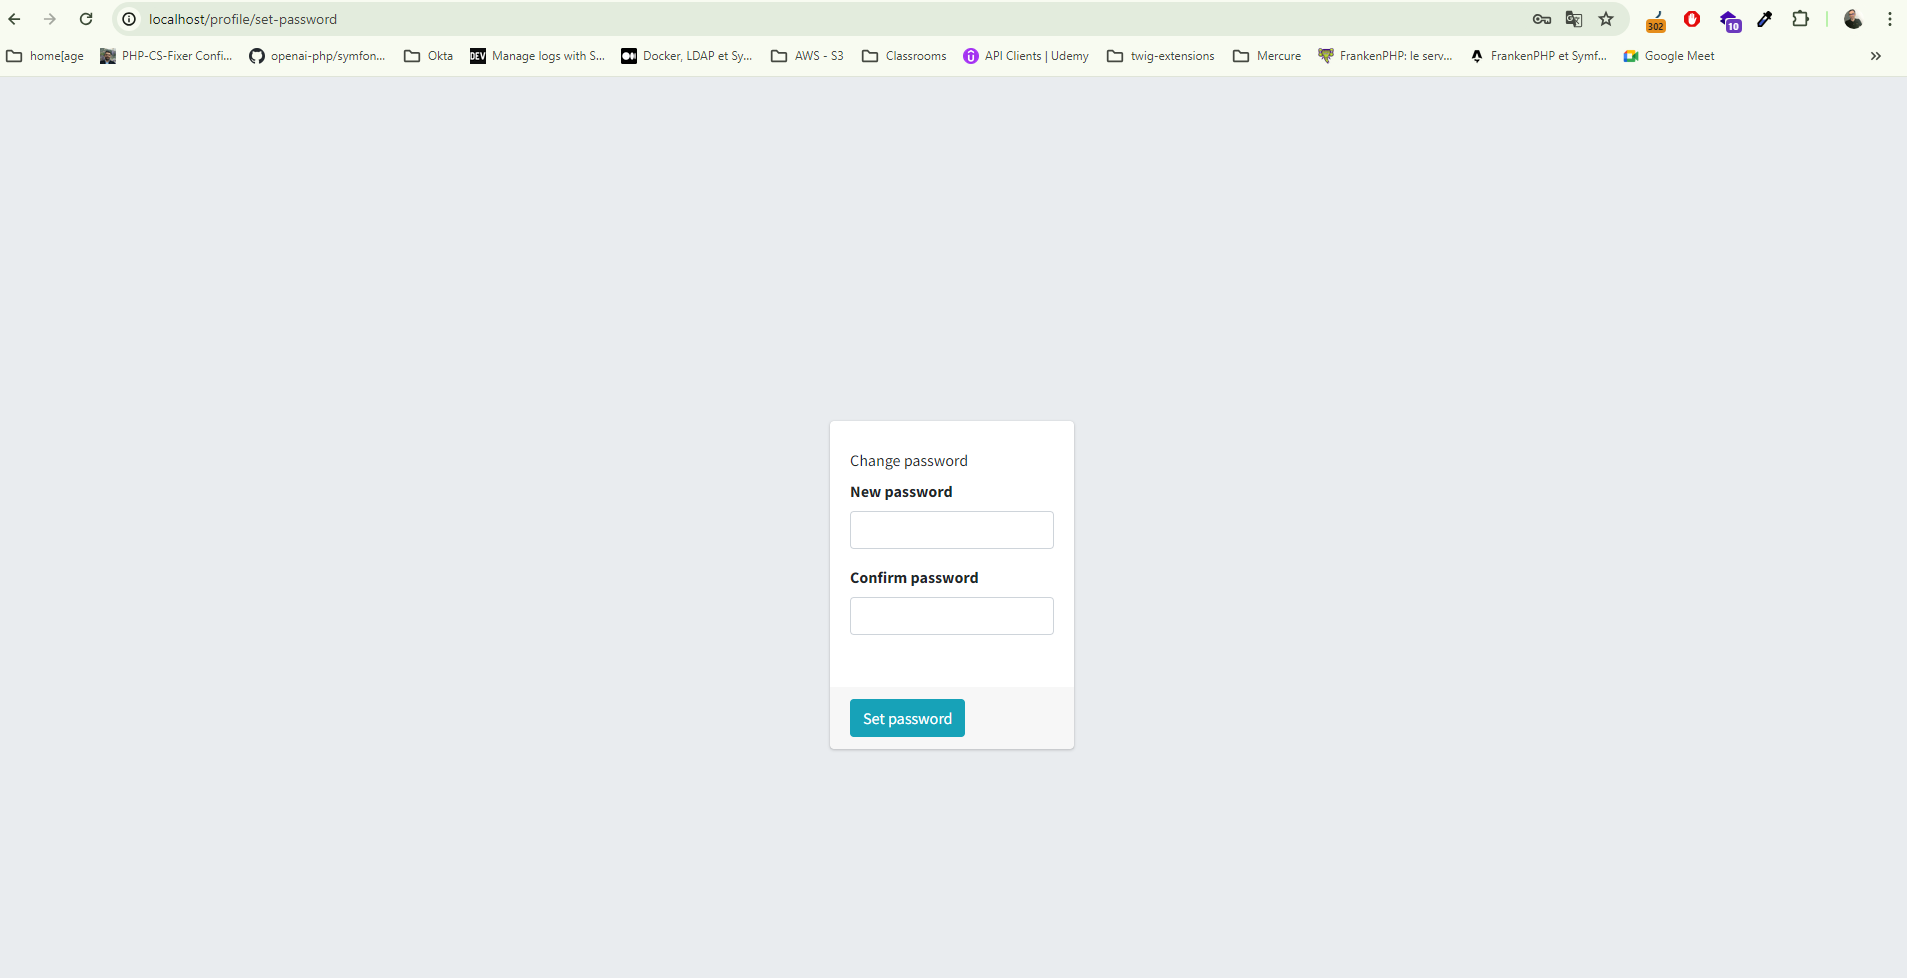 localhost/profile/set-password
302
10
home[age
PHP-CS-Fixer Confi...
openai-php/symfon...
Okta
DEV
Manage logs with S...
Docker, LDAP et Sy...
AWS - S3
Classrooms
API Clients | Udemy
twig-extensions
Mercure
FrankenPHP: le serv...
FrankenPHP et Symf...
Google Meet
Change password
New password
Confirm password
Set password